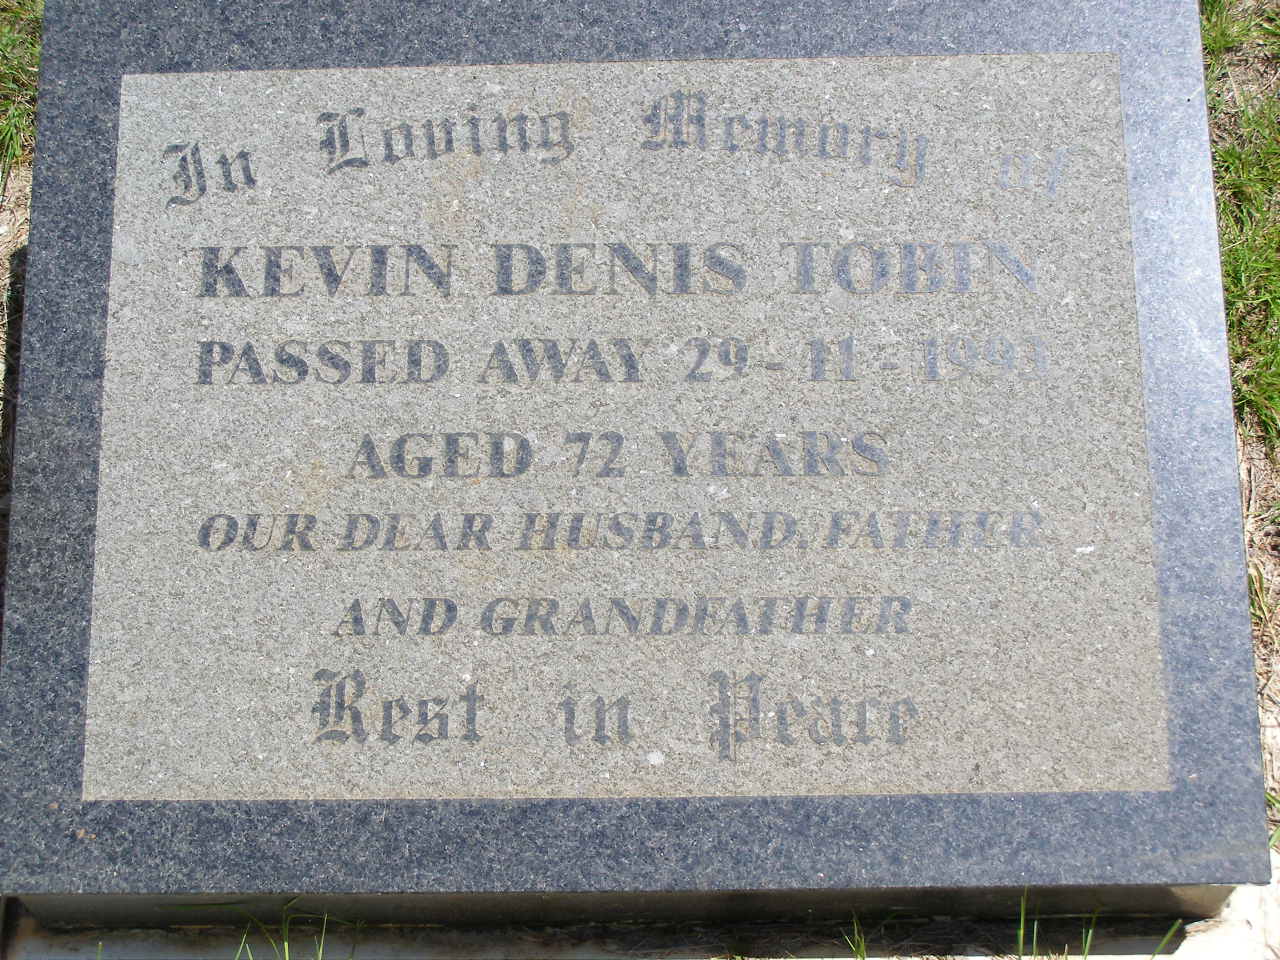 In Loving Memory of
KEVIN DENIS TOBIN
PASSED AWAY 29-11-1993
AGED 72 YEARS
OUR DEAR HUSBAND, FATHER
AND GRANDFATHER
Rest in Peace